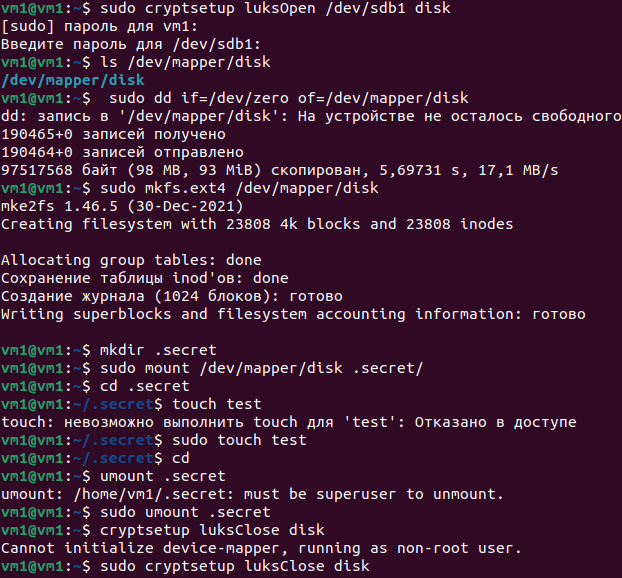 vm1@vm1:~$ sudo cryptsetup luksOpen /dev/sdb1 disk
[sudo] пароль для vm1:
Введите пароль для /dev/sdb1:
vm1@vm1:~$ ls /dev/mapper/disk
/dev/mapper/disk
vm1@vm1:~$  sudo dd if=/dev/zero of=/dev/mapper/disk
dd: запись в '/dev/mapper/disk': На устройстве не осталось свободного
190465+0 записей получено
190464+0 записей отправлено
97517568 байт (98 MB, 93 MiB) скопирован, 5,69731 s, 17,1 MB/s
vm1@vm1:~$ sudo mkfs.ext4 /dev/mapper/disk
mke2fs 1.46.5 (30-Dec-2021)
Creating filesystem with 23808 4k blocks and 23808 inodes
Allocating group tables: done
Сохранение таблицы inod'ов: done
Создание журнала (1024 блоков): готово
Writing superblocks and filesystem accounting information: готово
vm1@vm1:~$ mkdir .secret
vm1@vm1:~$ sudo mount /dev/mapper/disk .secret/
vm1@vm1:~$ cd .secret
vm1@vm1:~/.secret$ touch test
touch: невозможно выполнить touch для 'test': Отказано в доступе
vm1@vm1:~/.secret$ sudo touch test
vm1@vm1:~/.secret$ cd
vm1@vm1:~$ umount .secret
umount: /home/vm1/.secret: must be superuser to unmount.
vm1@vm1:~$ sudo umount .secret
vm1@vm1:~$ cryptsetup luksClose disk
Cannot initialize device-mapper, running as non-root user.
vm1@vm1:~$ sudo cryptsetup luksClose disk